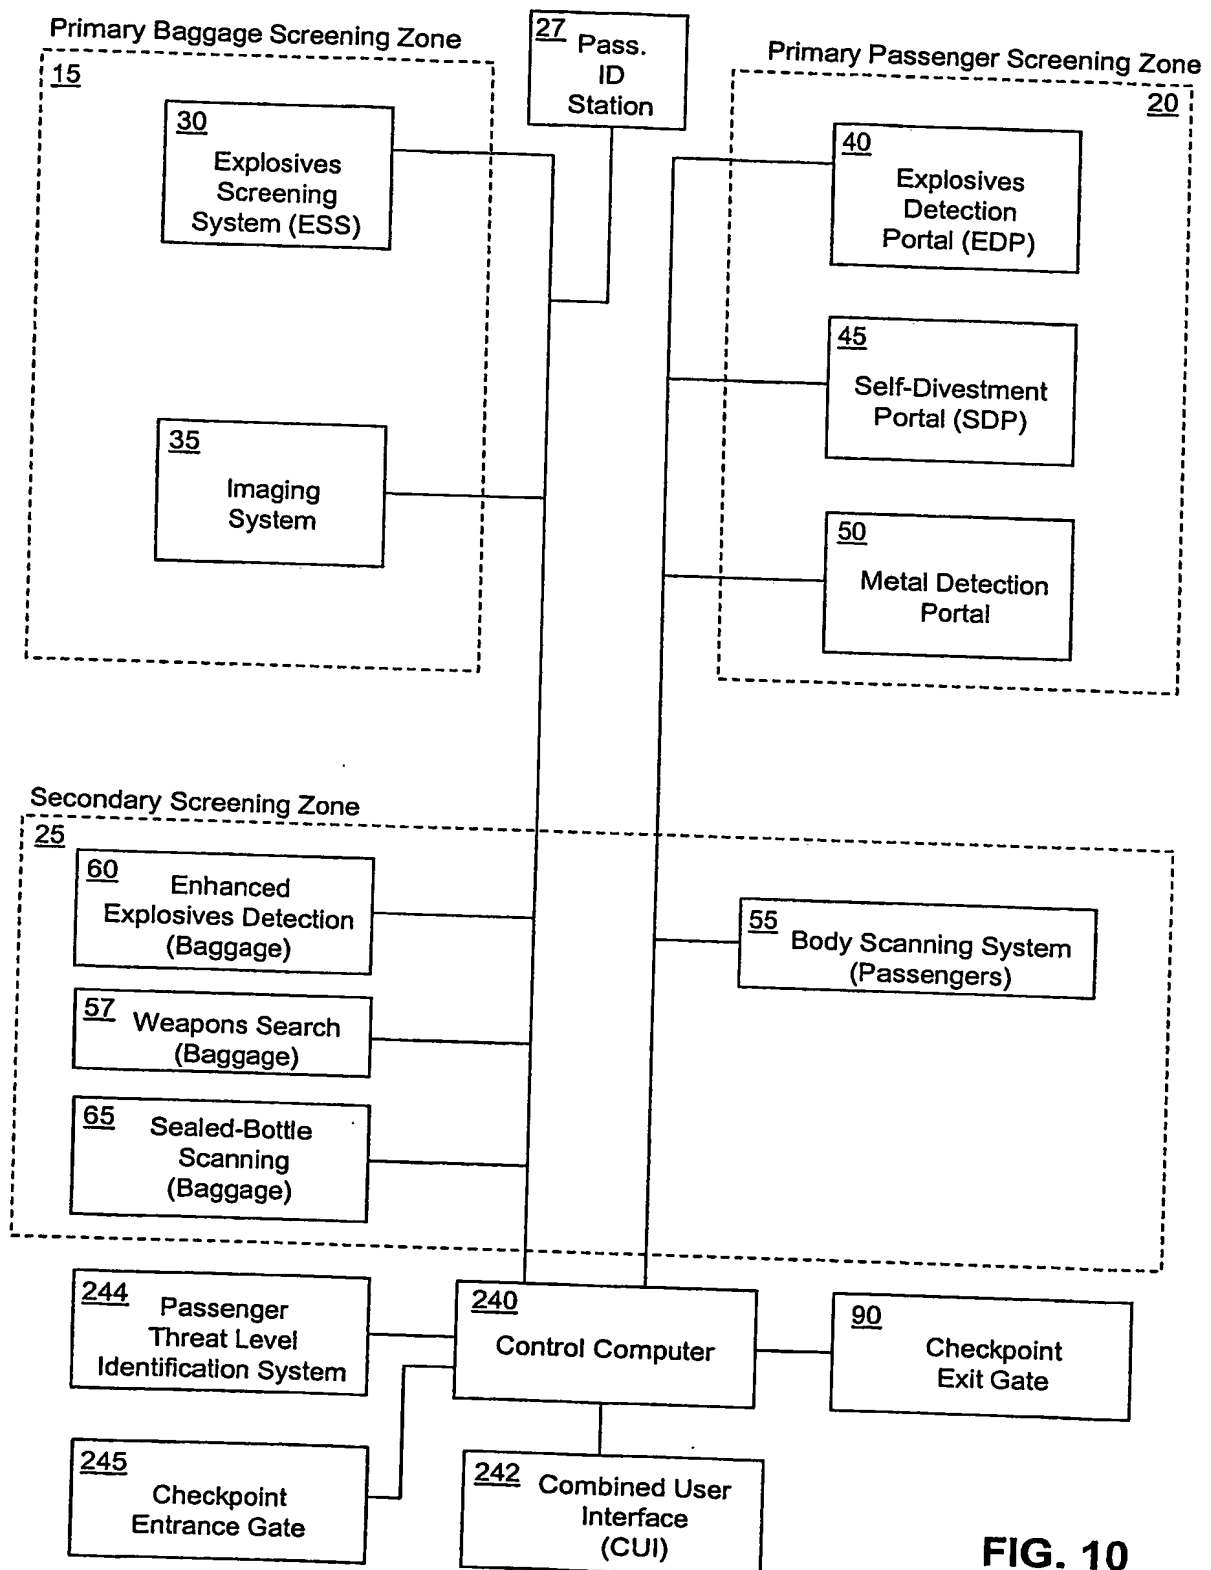 Primary Baggage Screening Zone
15
30
Explosives
Screening
System (ESS)
35
Imaging
System
27 Pass.
ID
Station
Primary Passenger Screening Zone
20
40
Explosives
Detection
Portal (EDP)
45
Self-Divestment
Portal (SDP)
50
Metal Detection
Portal
Secondary Screening Zone
25
60 Enhanced
Explosives Detection
(Baggage)
57 Weapons Search
(Baggage)
65 Sealed-Bottle
Scanning
(Baggage)
55 Body Scanning System
(Passengers)
244 Passenger
Threat Level
Identification System
240
Control Computer
90
Checkpoint
Exit Gate
245
Checkpoint
Entrance Gate
242 Combined User
Interface
(CUI)
FIG. 10